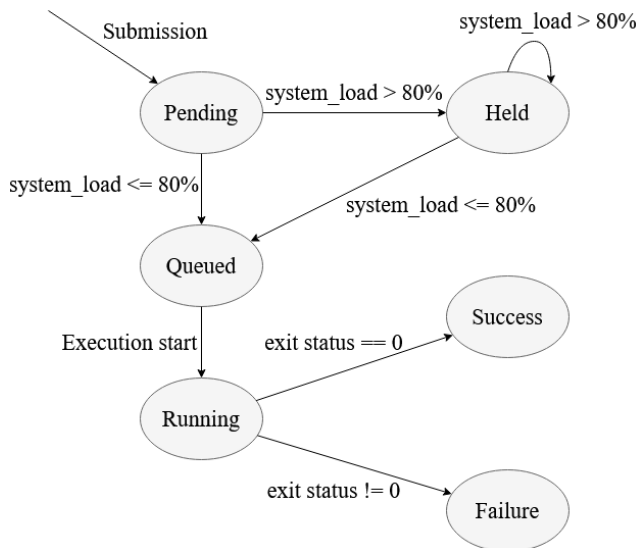 Submission
system_load > 80%
Pending
system_load > 80%
Held
system_load <= 80%
system_load <= 80%
Queued
Execution start
exit status == 0
Success
Running
exit status != 0
Failure